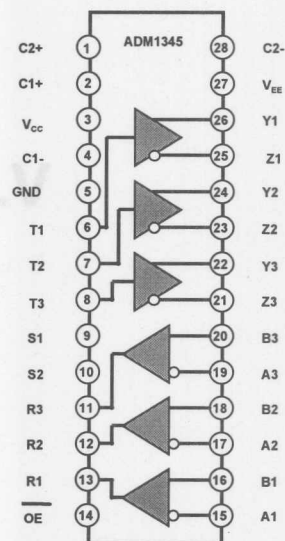 ADM1345
C2+ 1 28 C2-
C1+ 2 27 VEE
VCC 3 26 Y1
C1- 4 25 Z1
GND 5 24 Y2
T1 6 23 Z2
T2 7 22 Y3
T3 8 21 Z3
S1 9 20 B3
S2 10 19 A3
R3 11 18 B2
R2 12 17 A2
R1 13 16 B1
OE 14 15 A1